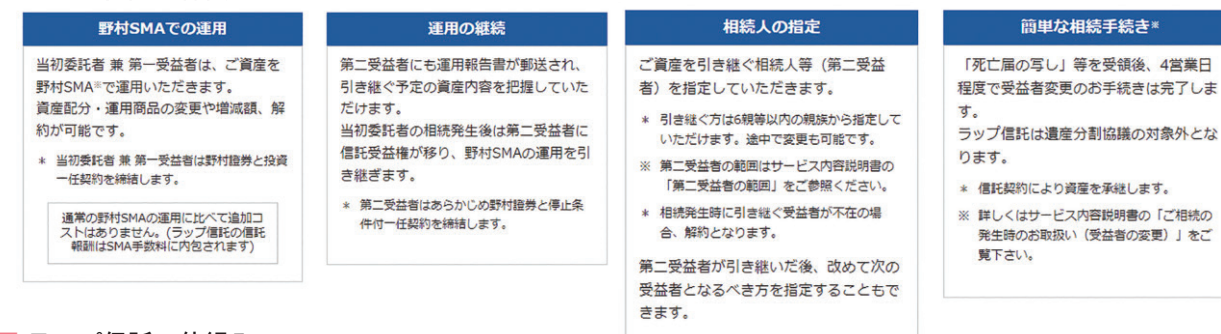 野村SMAでの運用
当初委託者 兼 第一受益者は、ご資産を
野村SMA※で運用いただきます。
資産配分・運用商品の変更や増減額、解
約が可能です。
* 当初委託者 兼 第一受益者は野村證券と投資
一任契約を締結します。
通常の野村SMAの運用に比べて追加コ
ストはありません。(ラップ信託の信託
報酬はSMA手数料に内包されます)
運用の継続
第二受益者にも運用報告書が郵送され、
引き継ぐ予定の資産内容を把握していた
だけます。
当初委託者の相続発生後は第二受益者に
信託受益権が移り、野村SMAの運用を引
き継ぎます。
* 第二受益者はあらかじめ野村證券と停止条
件付一任契約を締結します。
相続人の指定
ご資産を引き継ぐ相続人等（第二受益
者）を指定していただきます。
* 引き継ぐ方は6親等以内の親族から指定して
いただけます。途中で変更も可能です。
※ 第二受益者の範囲はサービス内容説明書の
「第二受益者の範囲」をご参照ください。
* 相続発生時に引き継ぐ受益者が不在の場
合、解約となります。
第二受益者が引き継いだ後、改めて次の
受益者となるべき方を指定することもで
きます。
簡単な相続手続き※
「死亡届の写し」等を受領後、4営業日
程度で受益者変更のお手続きは完了しま
す。
ラップ信託は遺産分割協議の対象外とな
ります。
* 信託契約により資産を承継します。
※ 詳しくはサービス内容説明書の「ご相続の
発生時のお取扱い（受益者の変更）」をご
覧下さい。